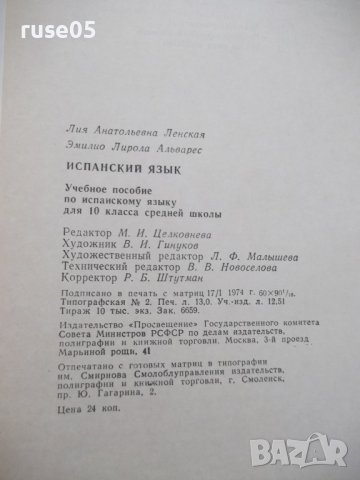 ruse05
Лия Анатольевна Ленская
Эмилио Лирола Альварес
ИСПАНСКИЙ ЯЗЫК
Учебное пособие
по испанскому языку
для 10 класса средней школы
Редактор М. И. Целковнева
Художник В. И. Гинуков
Художественный редактор Л. Ф. Малышева
Технический редактор В. В. Новоселова
Корректор Р. Б. Штутман
Подписано в печать с матриц 17/I 1974 г. 60×90¹/₁₆.
Типографская № 2. Печ. л. 13,0. Уч.-изд. л. 12,51
Тираж 10 тыс. экз. Зак. 6659.
Издательство «Просвещение» Государственного комитета
Совета Министров РСФСР по делам издательств,
полиграфии и книжной торговли. Москва, 3-й проезд
Марьиной рощи, 41
Отпечатано с готовых матриц в типографии
им. Смирнова Смолоблуправления издательств,
полиграфии и книжной торговли, г. Смоленск,
пр. Ю. Гагарина, 2.
Цена 24 коп.
BAZAR
bg